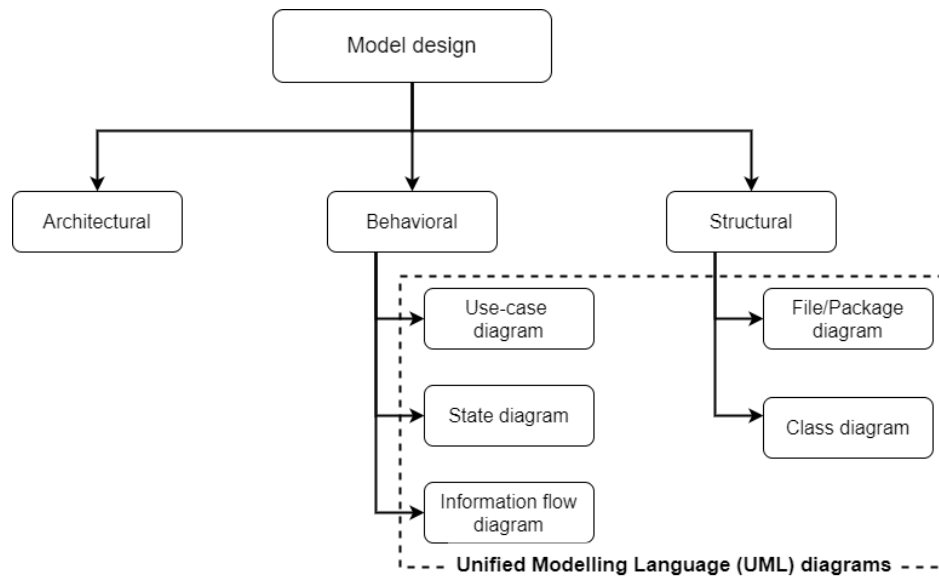 Model design
Architectural
Behavioral
Structural
Use-case
diagram
File/Package
diagram
State diagram
Class diagram
Information flow
diagram
Unified Modelling Language (UML) diagrams